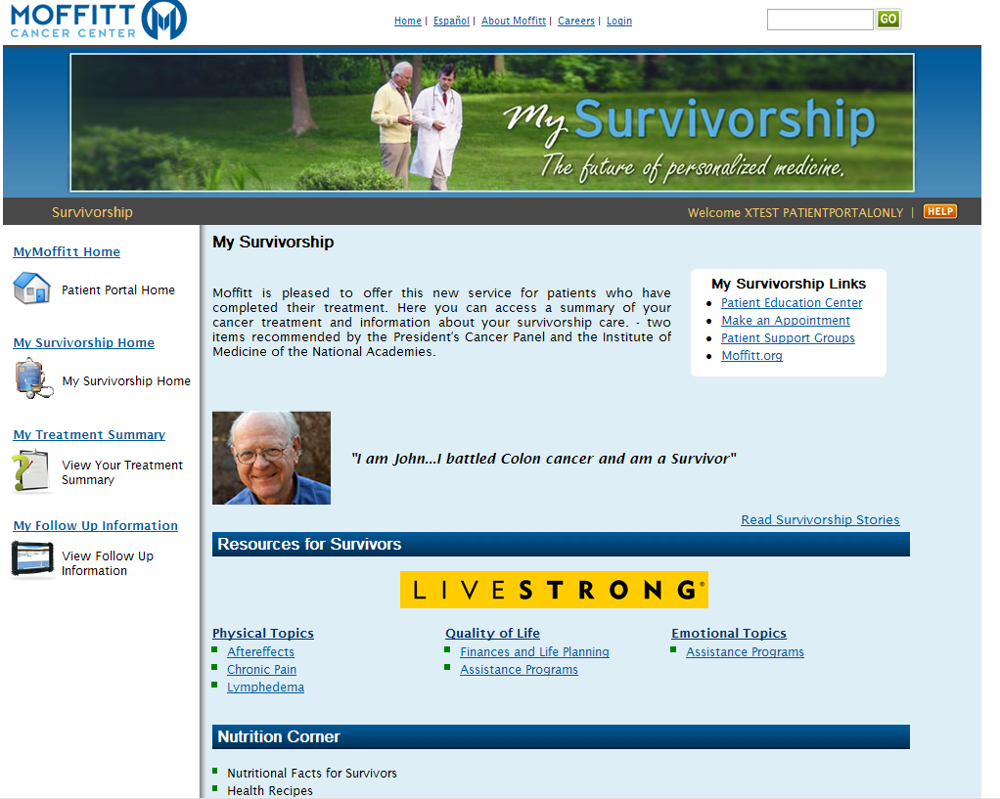 MOFFITT
CANCER CENTER
Home | Español | About Moffitt | Careers | Login
GO
My Survivorship
The future of personalized medicine.
Survivorship
Welcome XTEST PATIENTPORTALONLY | HELP
MyMoffitt Home
Patient Portal Home
My Survivorship Home
My Survivorship Home
My Treatment Summary
View Your Treatment
Summary
My Follow Up Information
View Follow Up
Information
My Survivorship
Moffitt is pleased to offer this new service for patients who have
completed their treatment. Here you can access a summary of your
cancer treatment and information about your survivorship care. - two
items recommended by the President's Cancer Panel and the Institute of
Medicine of the National Academies.
My Survivorship Links
Patient Education Center
Make an Appointment
Patient Support Groups
Moffitt.org
"I am John...I battled Colon cancer and am a Survivor"
Read Survivorship Stories
Resources for Survivors
LIVESTRONG®
Physical Topics
Aftereffects
Chronic Pain
Lymphedema
Quality of Life
Finances and Life Planning
Assistance Programs
Emotional Topics
Assistance Programs
Nutrition Corner
Nutritional Facts for Survivors
Health Recipes